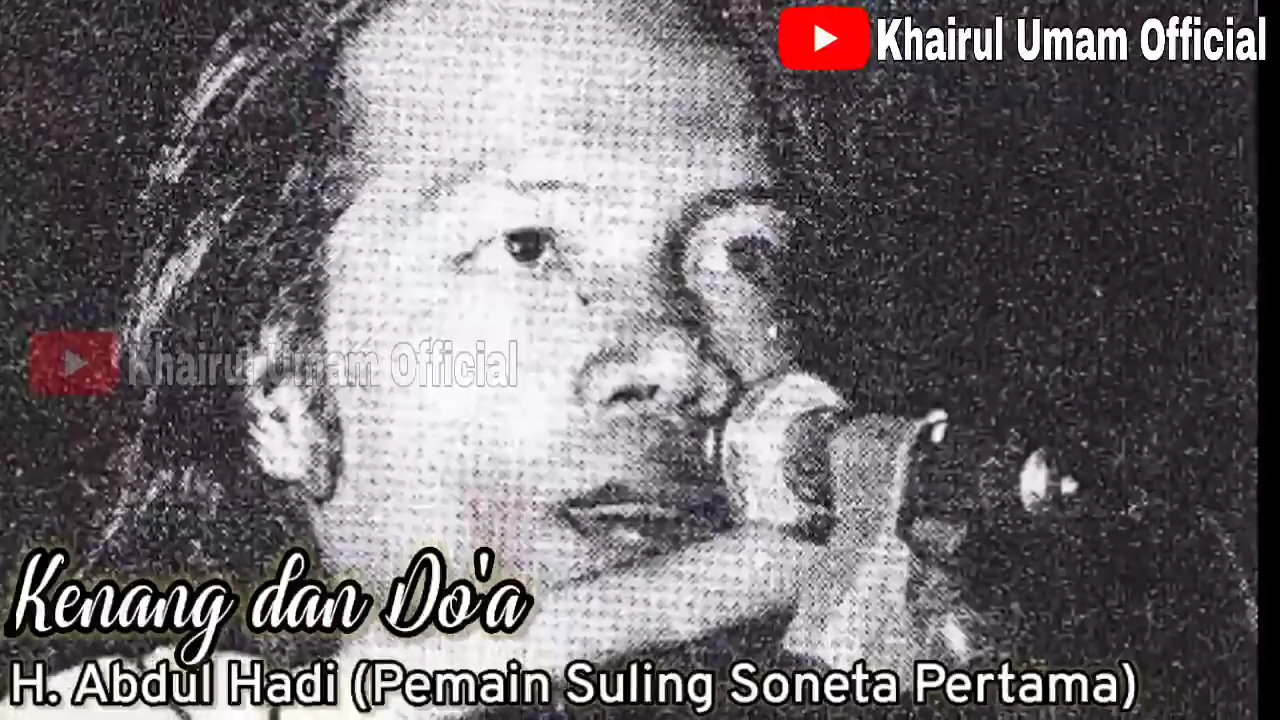 Khairul Umam Official
Khairul Umam Official
Kenang dan Do'a
H. Abdul Hadi (Pemain Suling Soneta Pertama)